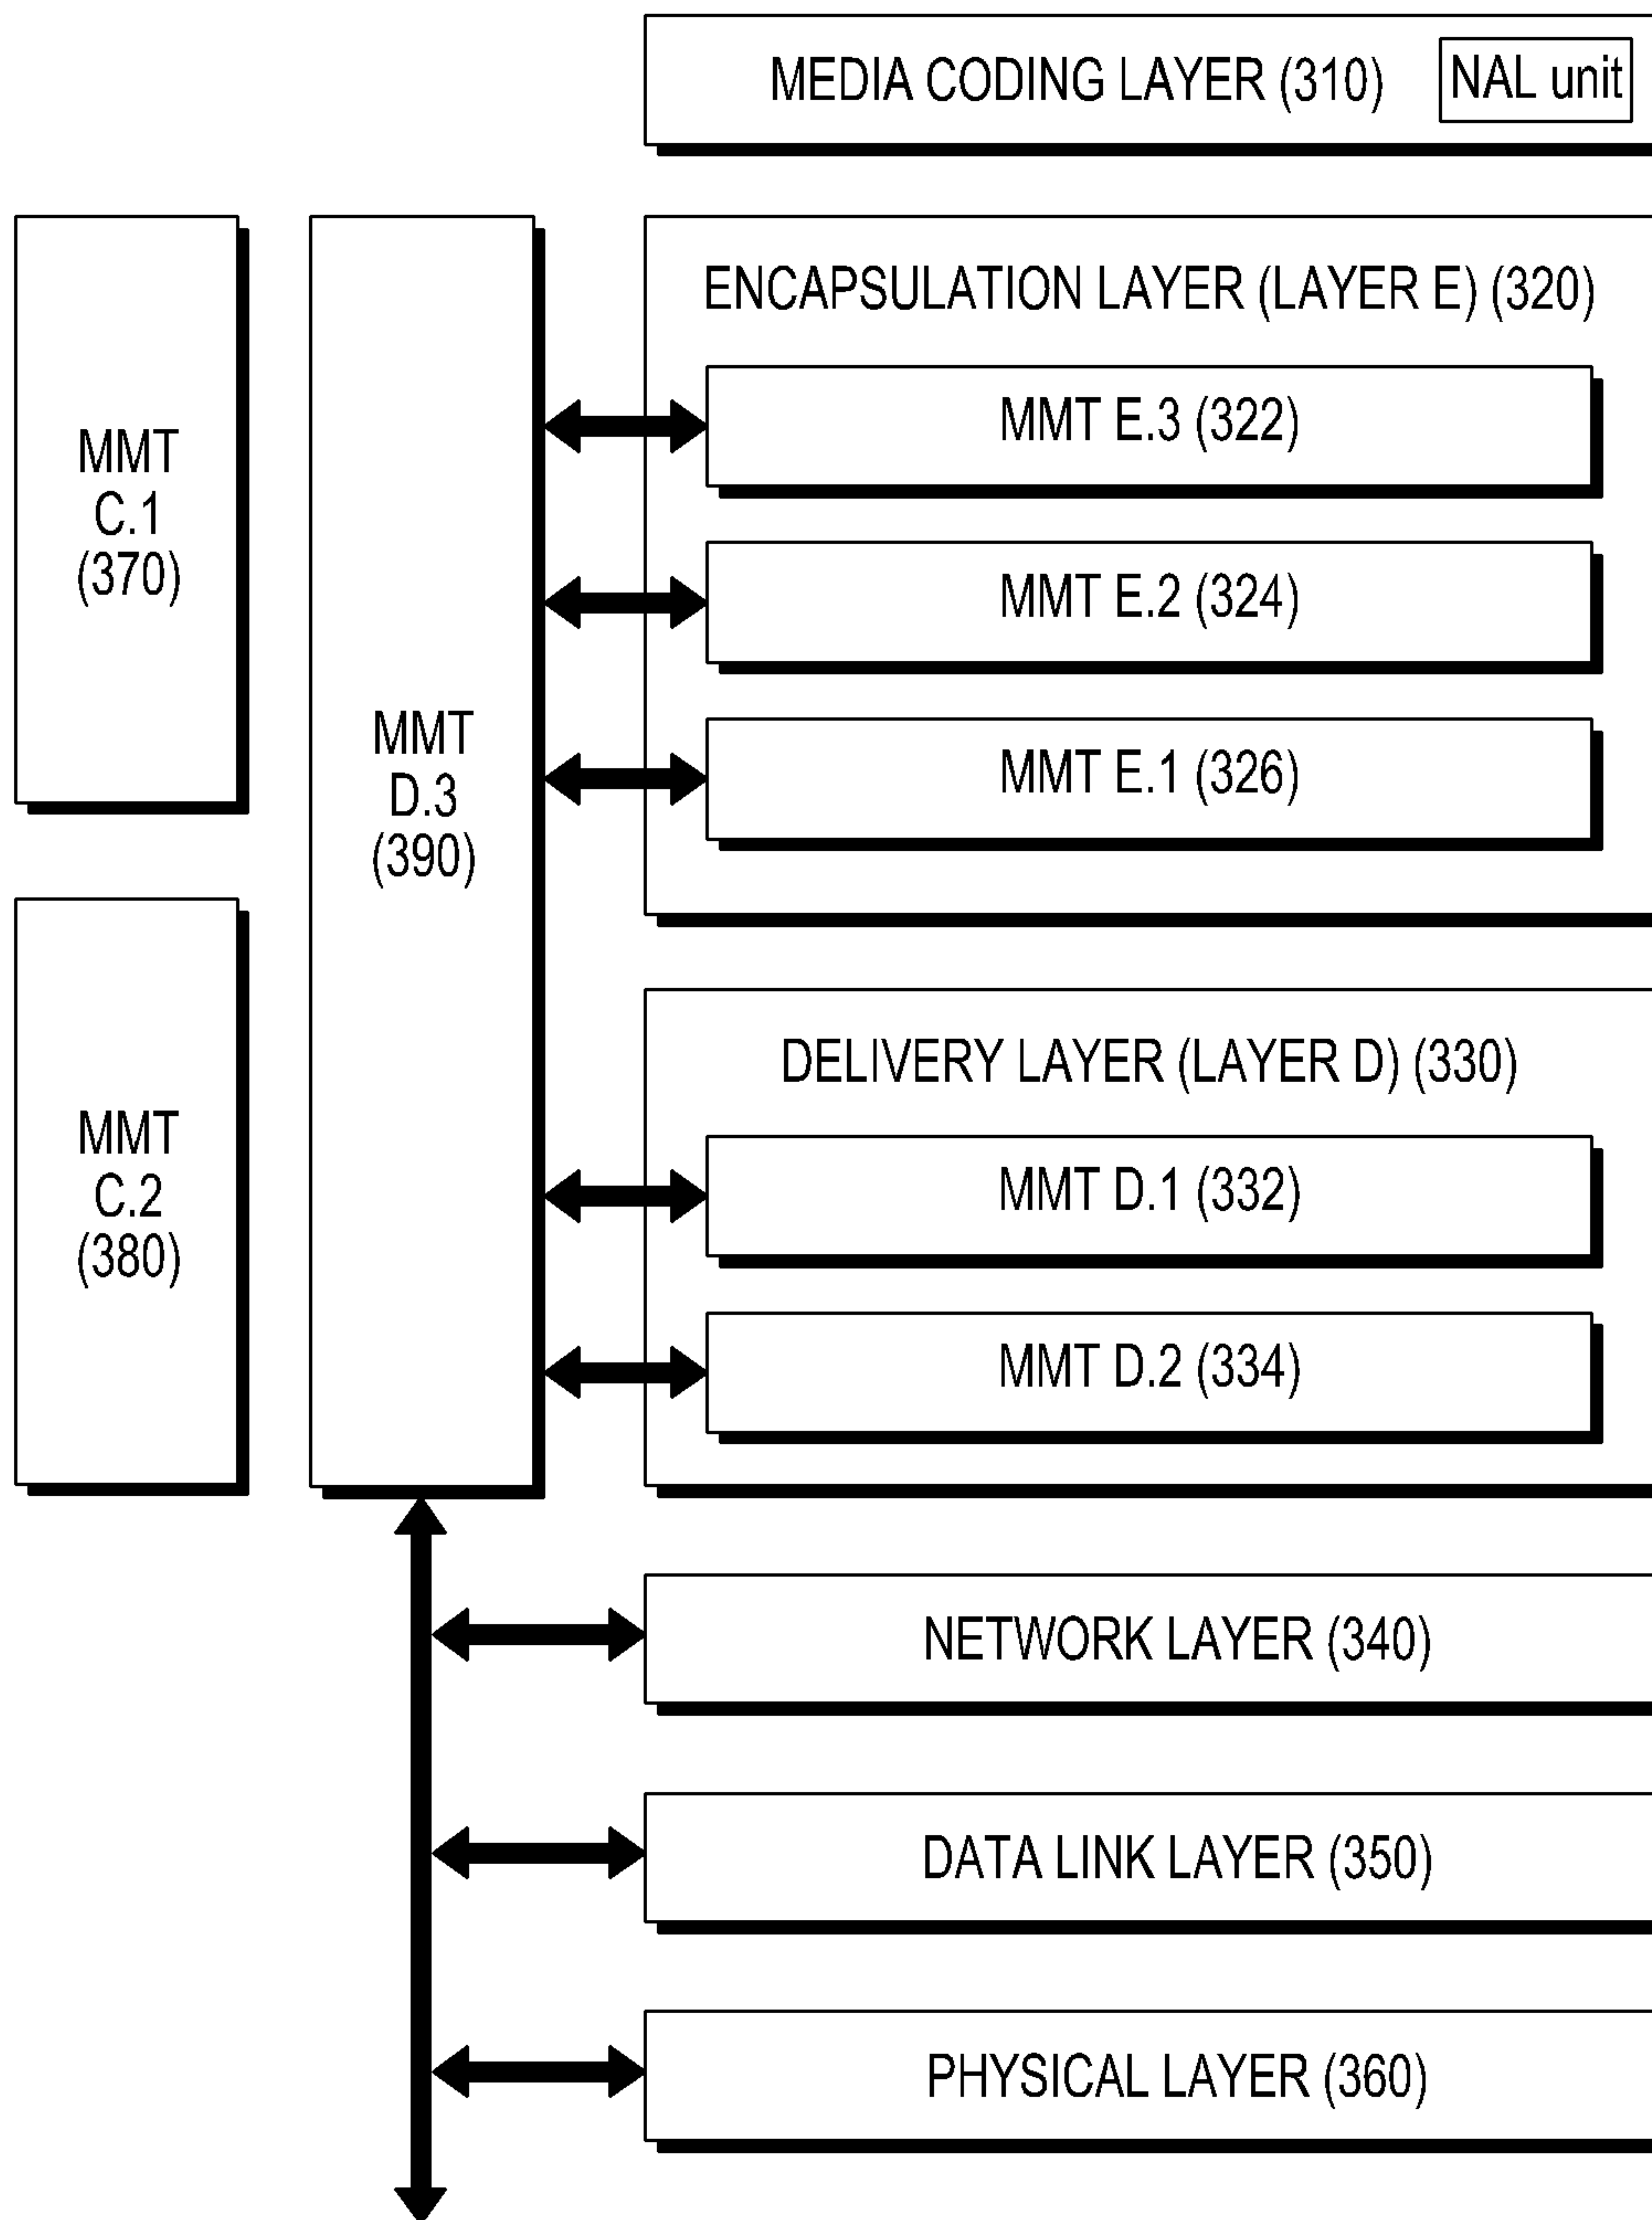 MEDIA CODING LAYER (310)
NAL unit
MMT
C.1
(370)
MMT
C.2
(380)
MMT
D.3
(390)
ENCAPSULATION LAYER (LAYER E) (320)
MMT E.3 (322)
MMT E.2 (324)
MMT E.1 (326)
DELIVERY LAYER (LAYER D) (330)
MMT D.1 (332)
MMT D.2 (334)
NETWORK LAYER (340)
DATA LINK LAYER (350)
PHYSICAL LAYER (360)